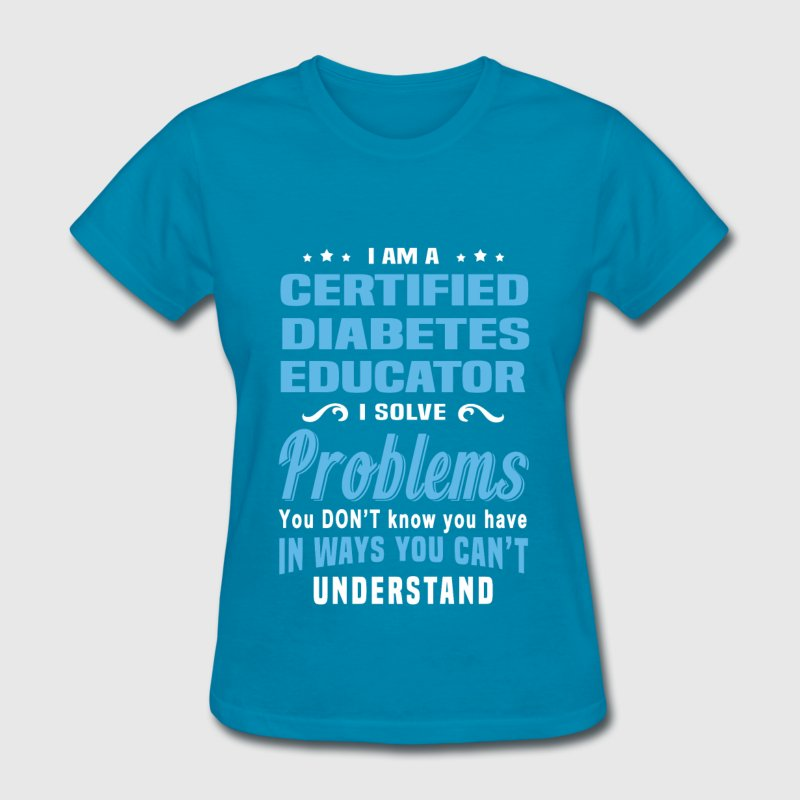 I AM A
CERTIFIED
DIABETES
EDUCATOR
I SOLVE
Problems
You DON'T know you have
IN WAYS YOU CAN'T
UNDERSTAND